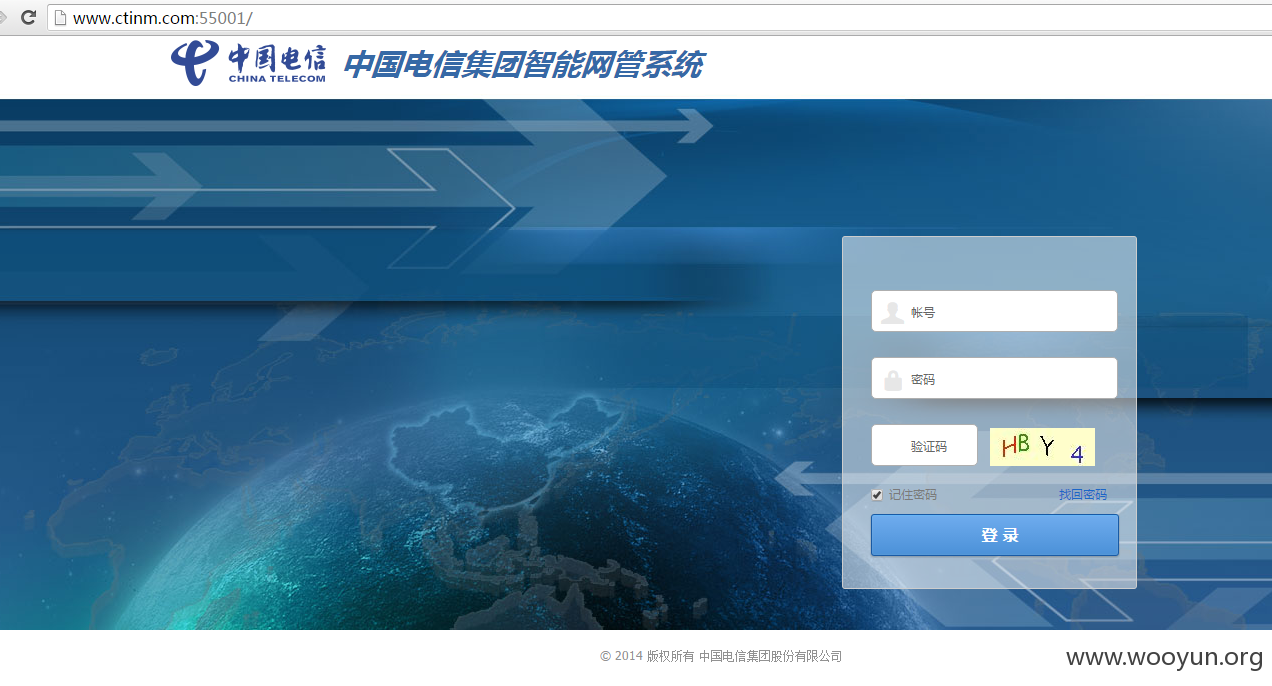 www.ctinm.com:55001/
中国电信 中国电信集团智能网管系统
CHINA TELECOM
帐号
密码
验证码 HBY4
记住密码 找回密码
登录
© 2014 版权所有 中国电信集团股份有限公司
www.wooyun.org